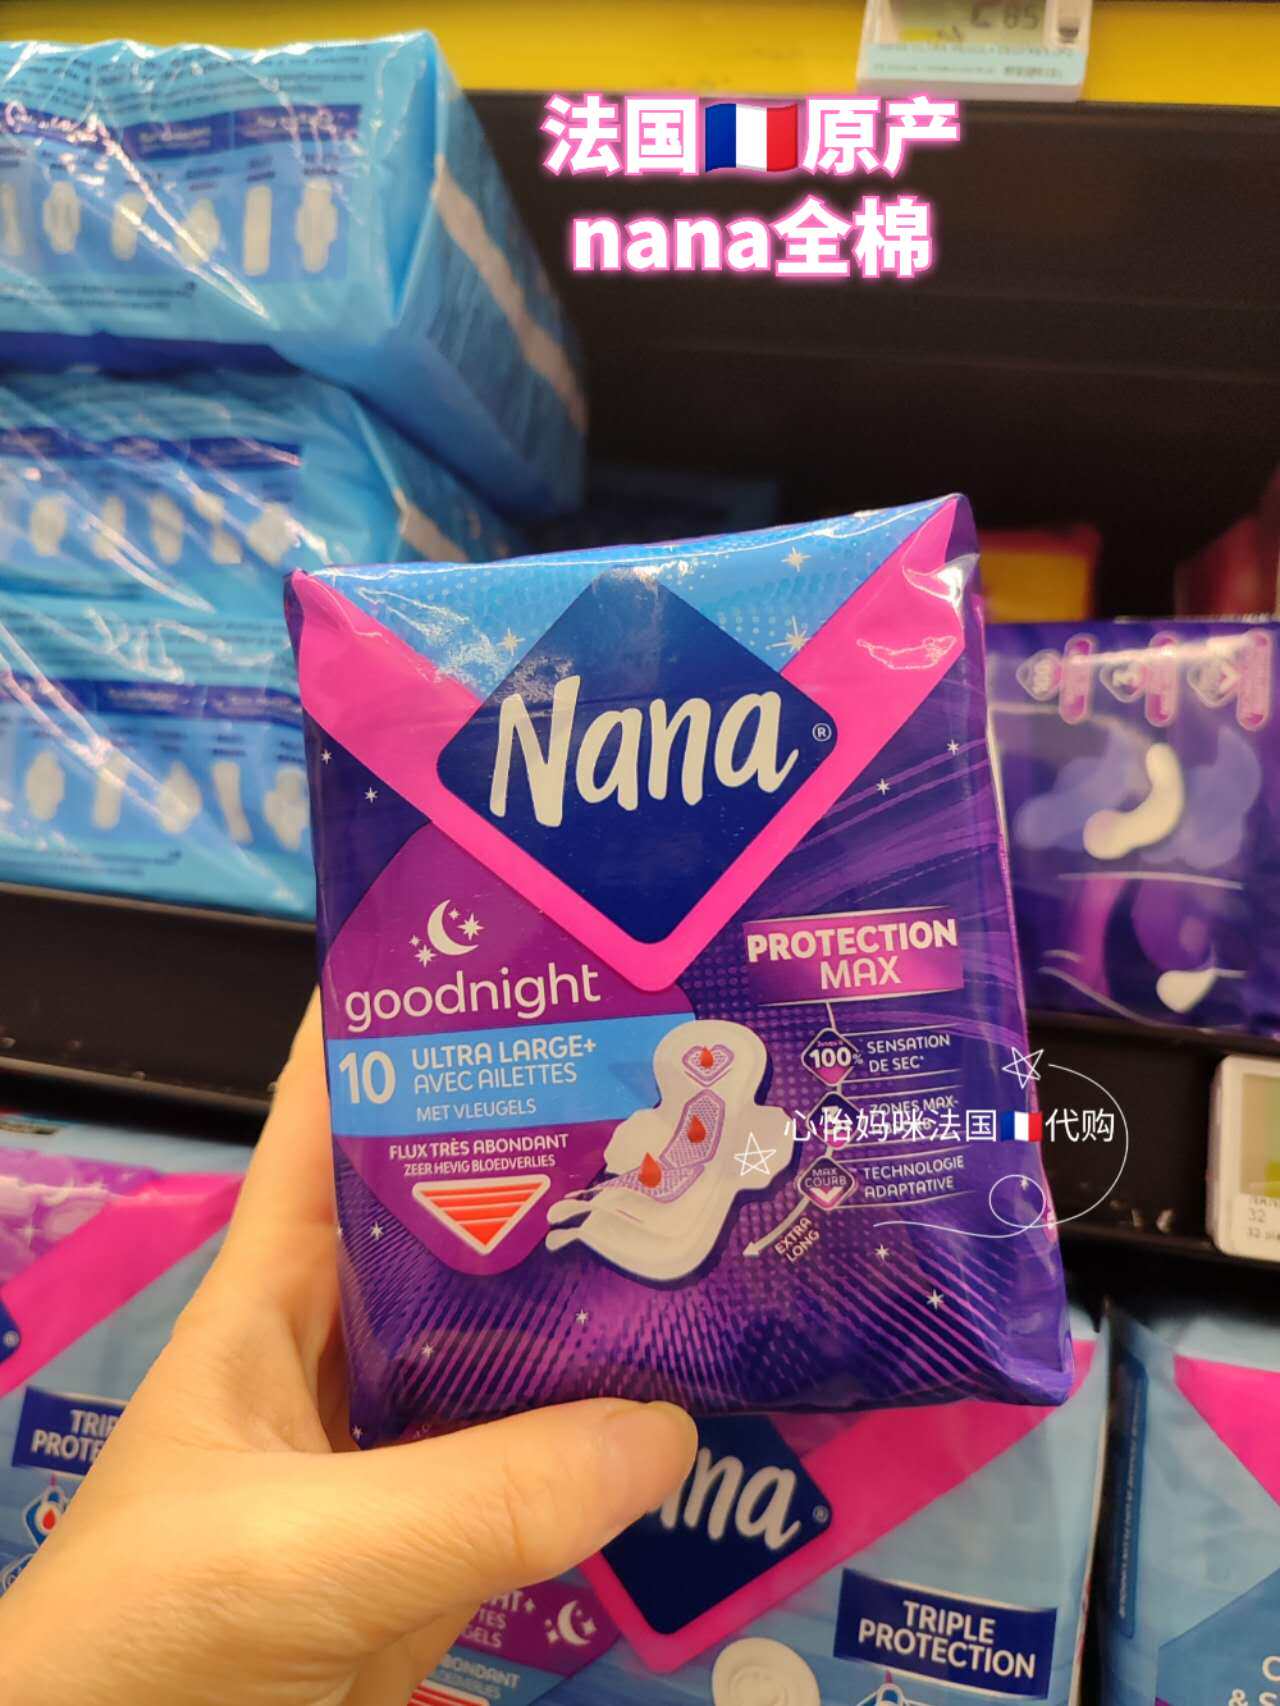 法国🇫🇷原产
nana全棉
Nana®
goodnight
10 ULTRA LARGE+
AVEC AILETTES
MET VLEUGELS
FLUX TRÈS ABONDANT
ZEER HEVIG BLOEDVERLIES
PROTECTION
MAX
100% SENSATION
DE SEC*
ZONES MAX-
心怡妈咪法国🇫🇷代购
MAX
COURB
TECHNOLOGIE
ADAPTATIVE
EXTRA
LONG
TRIPLE
PROTECTION